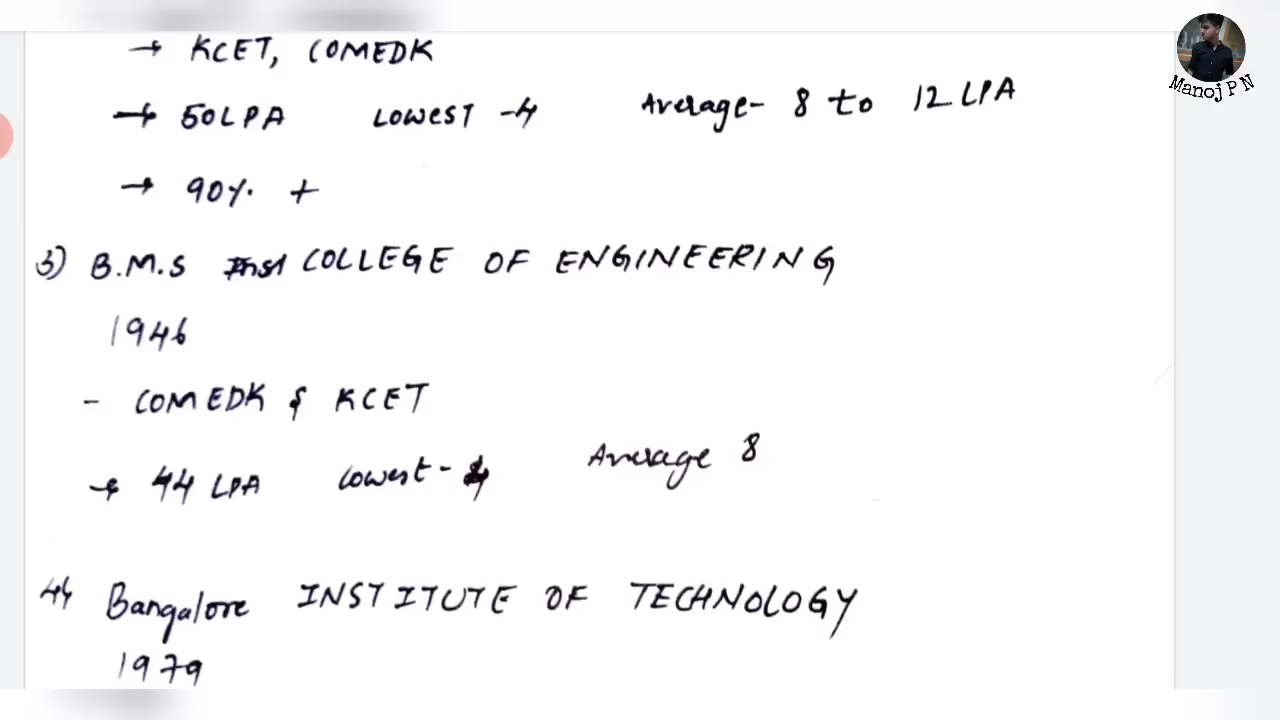 → KCET, COMEDK
→ 50LPA LOWEST -4 Average- 8 to 12 LPA
→ 90%. +
3) B.M.S COLLEGE OF ENGINEERING
1946
- COMEDK & KCET
→ 44 LPA Lowest- 4 Average 8
4) Bangalore INSTITUTE OF TECHNOLOGY
1979
Manoj P N